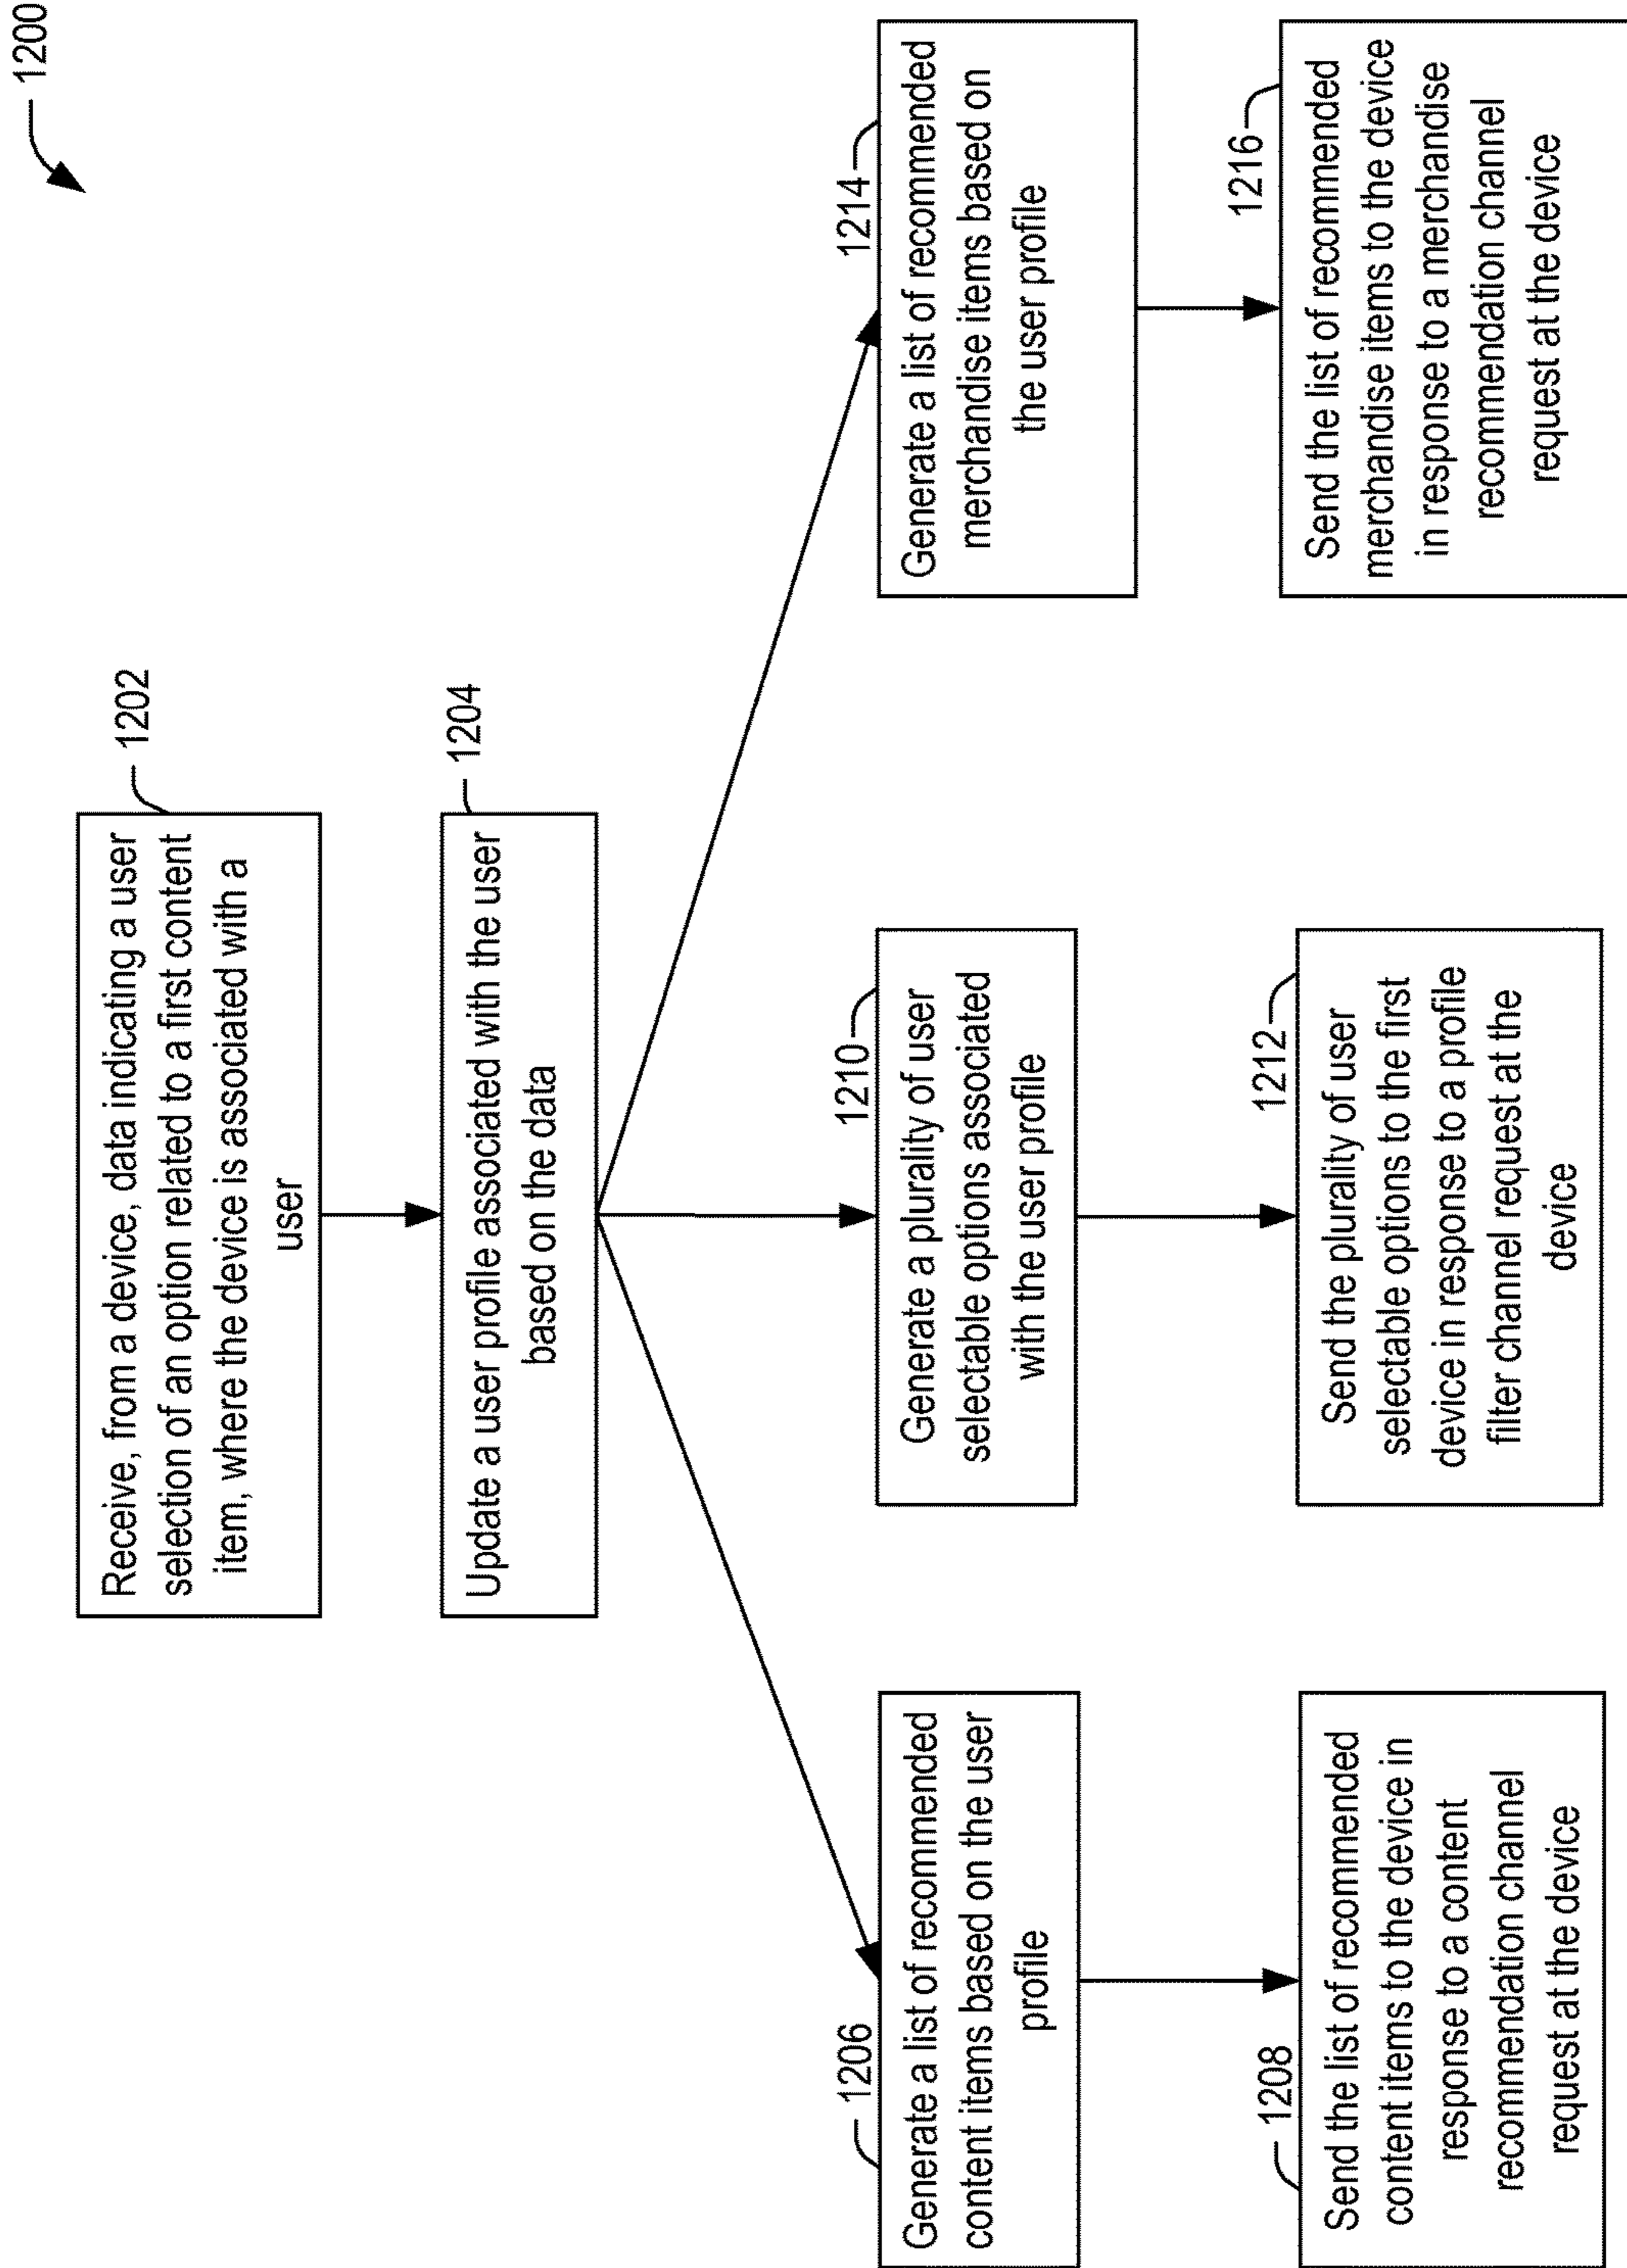 1200
1202
Receive, from a device, data indicating a user
selection of an option related to a first content
item, where the device is associated with a
user
1204
Update a user profile associated with the user
based on the data
1206
Generate a list of recommended
content items based on the user
profile
1208
Send the list of recommended
content items to the device in
response to a content
recommendation channel
request at the device
1210
Generate a plurality of user
selectable options associated
with the user profile
1212
Send the plurality of user
selectable options to the first
device in response to a profile
filter channel request at the
device
1214
Generate a list of recommended
merchandise items based on
the user profile
1216
Send the list of recommended
merchandise items to the device
in response to a merchandise
recommendation channel
request at the device